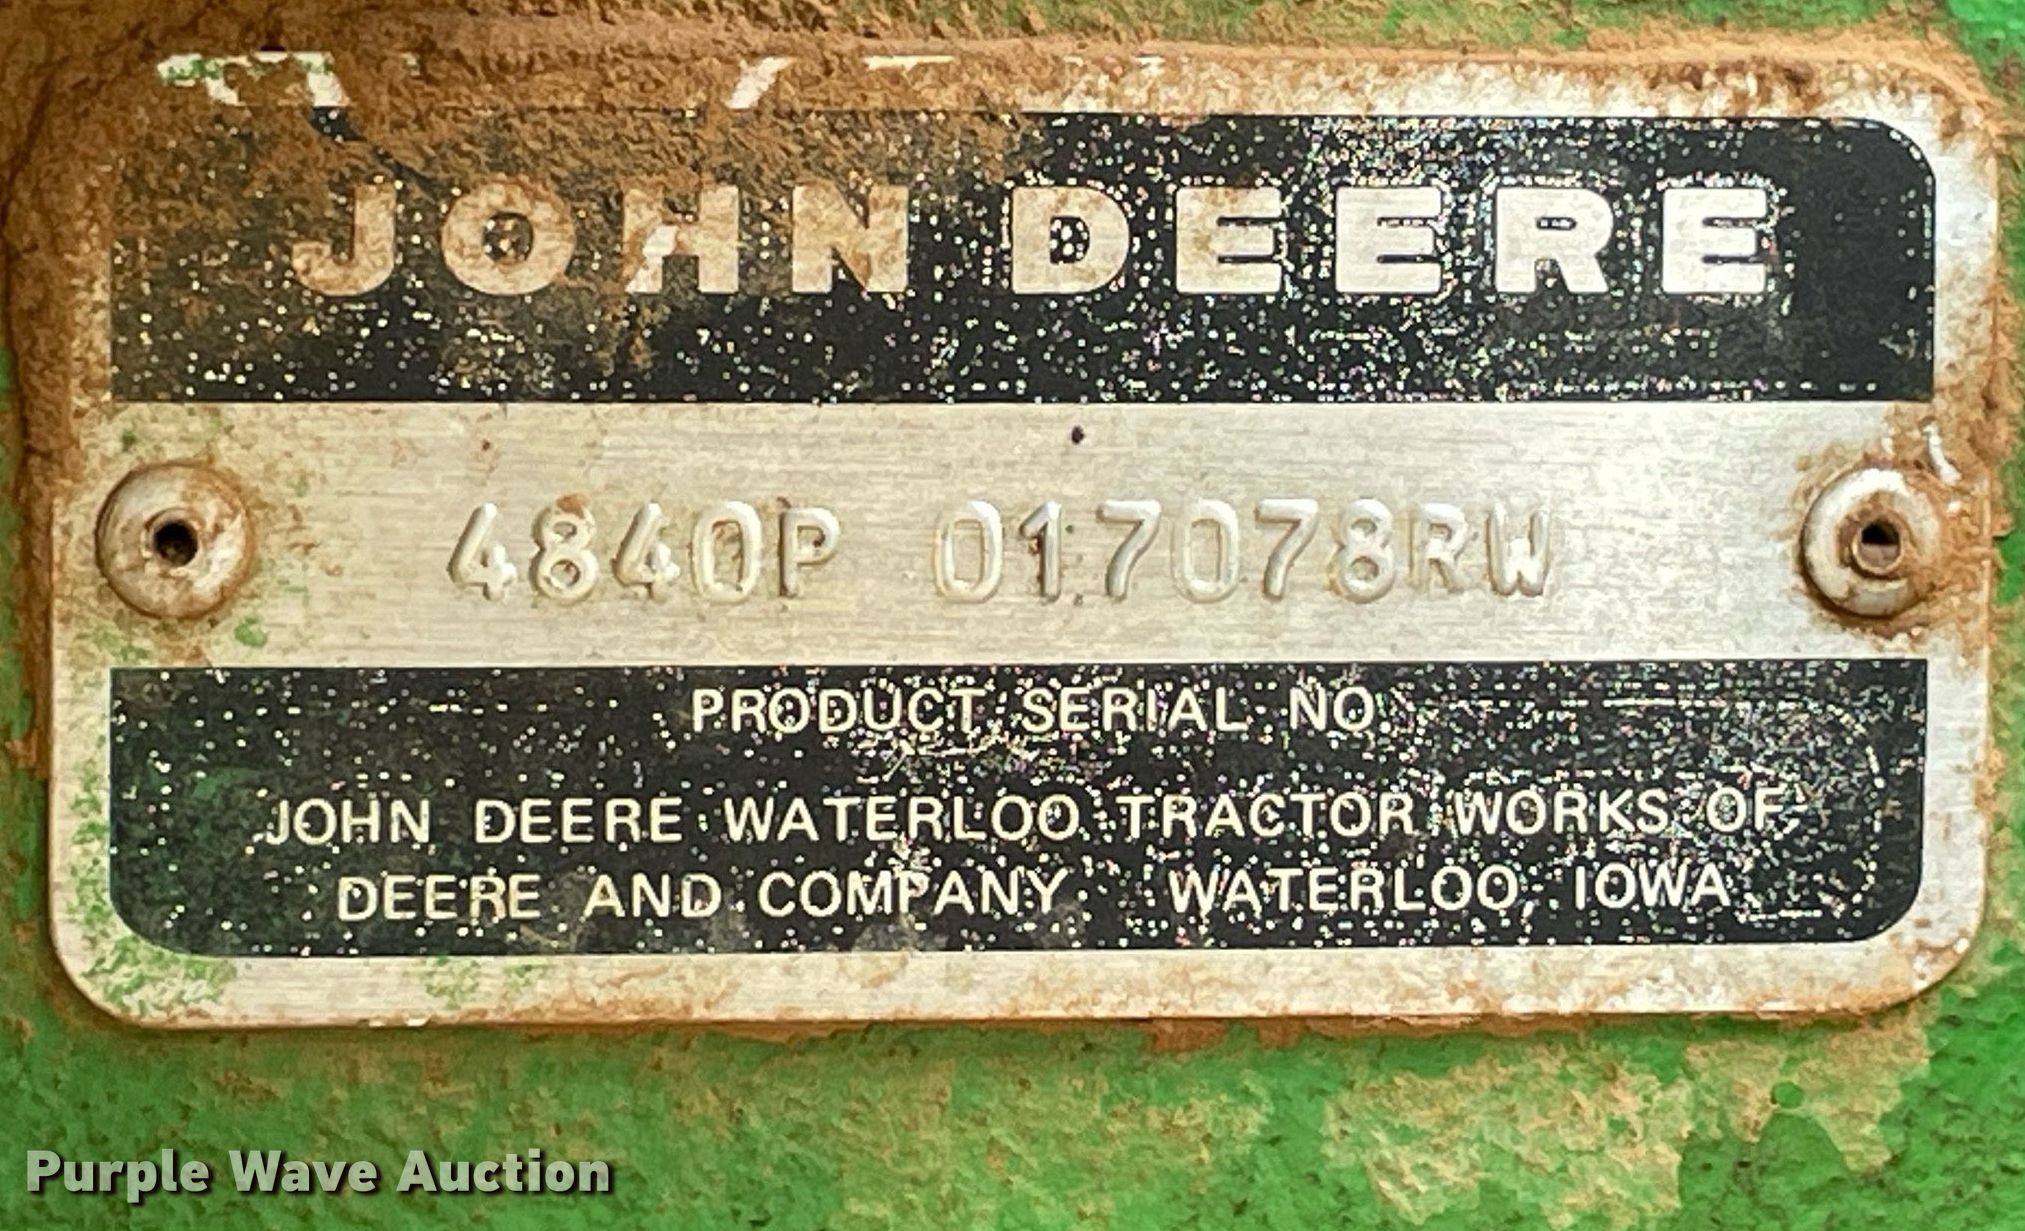 JOHN DEERE
4840P 017078RW
PRODUCT SERIAL NO.
JOHN DEERE WATERLOO TRACTOR WORKS OF
DEERE AND COMPANY WATERLOO, IOWA
Purple Wave Auction